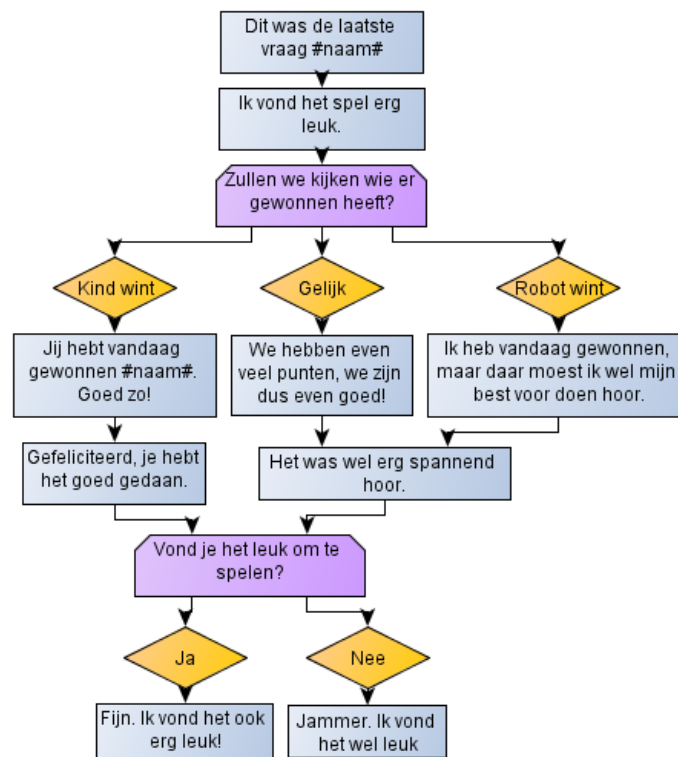 Dit was de laatste
vraag #naam#
Ik vond het spel erg
leuk.
Zullen we kijken wie er
gewonnen heeft?
Kind wint
Gelijk
Robot wint
Jij hebt vandaag
gewonnen #naam#.
Goed zo!
We hebben even
veel punten, we zijn
dus even goed!
Ik heb vandaag gewonnen,
maar daar moest ik wel mijn
best voor doen hoor.
Gefeliciteerd, je hebt
het goed gedaan.
Het was wel erg spannend
hoor.
Vond je het leuk om te
spelen?
Ja
Nee
Fijn. Ik vond het ook
erg leuk!
Jammer. Ik vond
het wel leuk